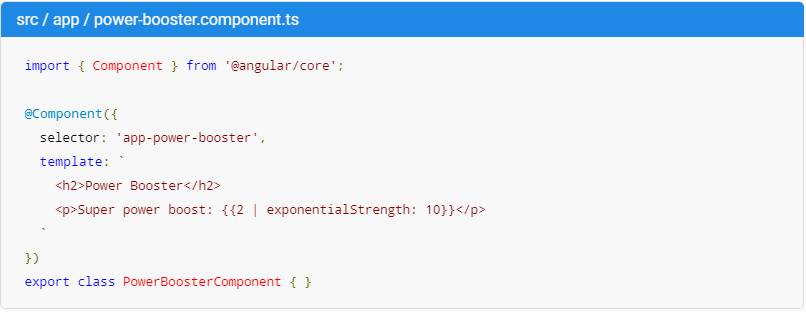 src / app / power-booster.component.ts
import { Component } from '@angular/core';
@Component({
  selector: 'app-power-booster',
  template: `
    <h2>Power Booster</h2>
    <p>Super power boost: {{2 | exponentialStrength: 10}}</p>
  `
})
export class PowerBoosterComponent { }